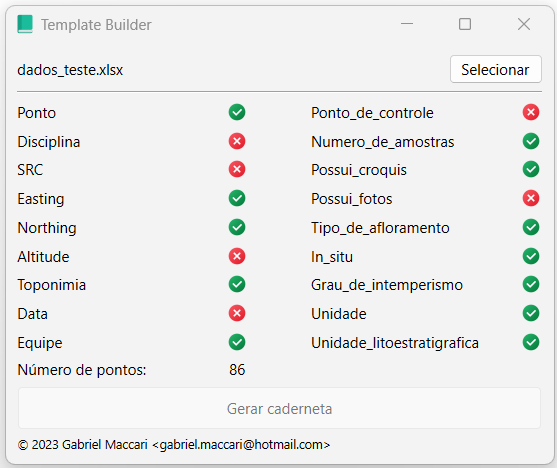 Template Builder
dados_teste.xlsx
Selecionar
Ponto
Ponto_de_controle
Disciplina
Numero_de_amostras
SRC
Possui_croquis
Easting
Possui_fotos
Northing
Tipo_de_afloramento
Altitude
In_situ
Toponimia
Grau_de_intemperismo
Data
Unidade
Equipe
Unidade_litoestratigrafica
Número de pontos: 86
Gerar caderneta
© 2023 Gabriel Maccari <gabriel.maccari@hotmail.com>